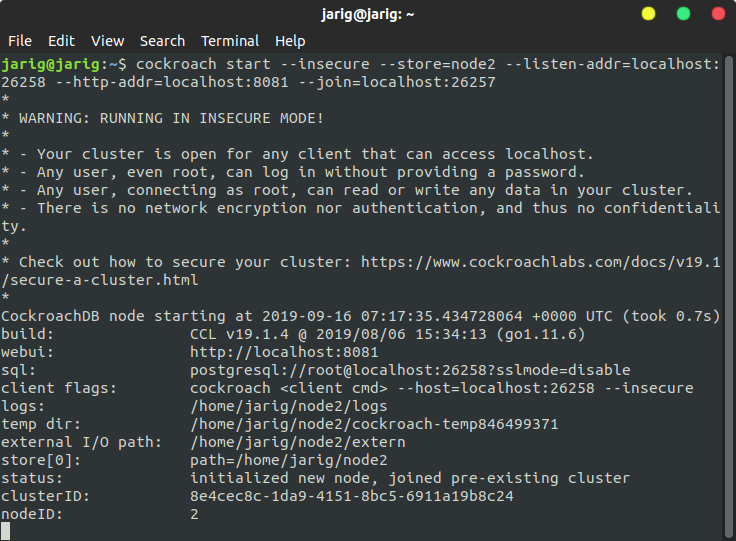 jarig@jarig: ~
File Edit View Search Terminal Help
jarig@jarig:~$ cockroach start --insecure --store=node2 --listen-addr=localhost:
26258 --http-addr=localhost:8081 --join=localhost:26257
*
* WARNING: RUNNING IN INSECURE MODE!
*
* - Your cluster is open for any client that can access localhost.
* - Any user, even root, can log in without providing a password.
* - Any user, connecting as root, can read or write any data in your cluster.
* - There is no network encryption nor authentication, and thus no confidentiali
ty.
*
* Check out how to secure your cluster: https://www.cockroachlabs.com/docs/v19.1
/secure-a-cluster.html
*
CockroachDB node starting at 2019-09-16 07:17:35.434728064 +0000 UTC (took 0.7s)
build:               CCL v19.1.4 @ 2019/08/06 15:34:13 (go1.11.6)
webui:               http://localhost:8081
sql:                 postgresql://root@localhost:26258?sslmode=disable
client flags:        cockroach <client cmd> --host=localhost:26258 --insecure
logs:                /home/jarig/node2/logs
temp dir:            /home/jarig/node2/cockroach-temp846499371
external I/O path:   /home/jarig/node2/extern
store[0]:            path=/home/jarig/node2
status:              initialized new node, joined pre-existing cluster
clusterID:           8e4cec8c-1da9-4151-8bc5-6911a19b8c24
nodeID:              2